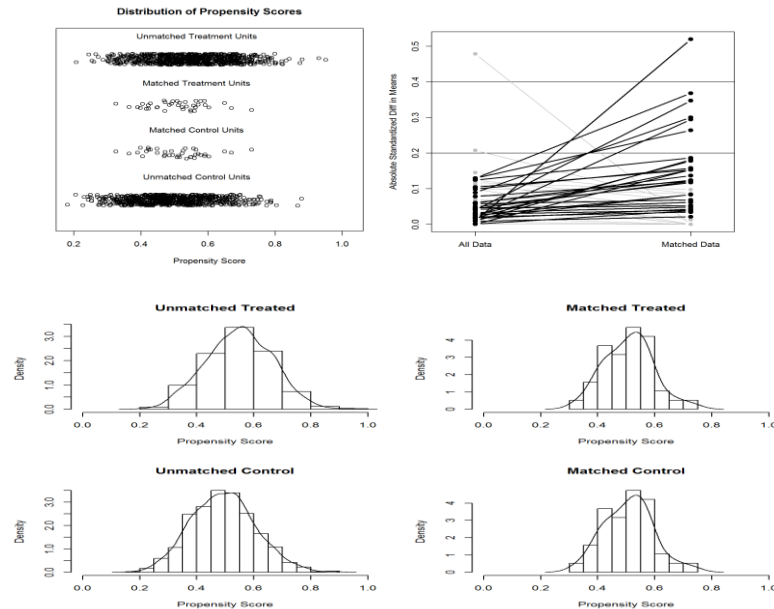 Distribution of Propensity Scores
Unmatched Treatment Units
Matched Treatment Units
Matched Control Units
Unmatched Control Units
0.2 0.4 0.6 0.8 1.0
Propensity Score
Absolute Standardized Diff in Means
0.5
0.4
0.3
0.2
0.1
0.0
All Data Matched Data
Unmatched Treated
Density
3.0
2.0
1.0
0.0
0.0 0.2 0.4 0.6 0.8 1.0
Propensity Score
Matched Treated
Density
4
3
2
1
0
0.0 0.2 0.4 0.6 0.8 1.0
Propensity Score
Unmatched Control
Density
3.0
2.0
1.0
0.0
0.0 0.2 0.4 0.6 0.8 1.0
Propensity Score
Matched Control
Density
4
3
2
1
0
0.0 0.2 0.4 0.6 0.8 1.0
Propensity Score